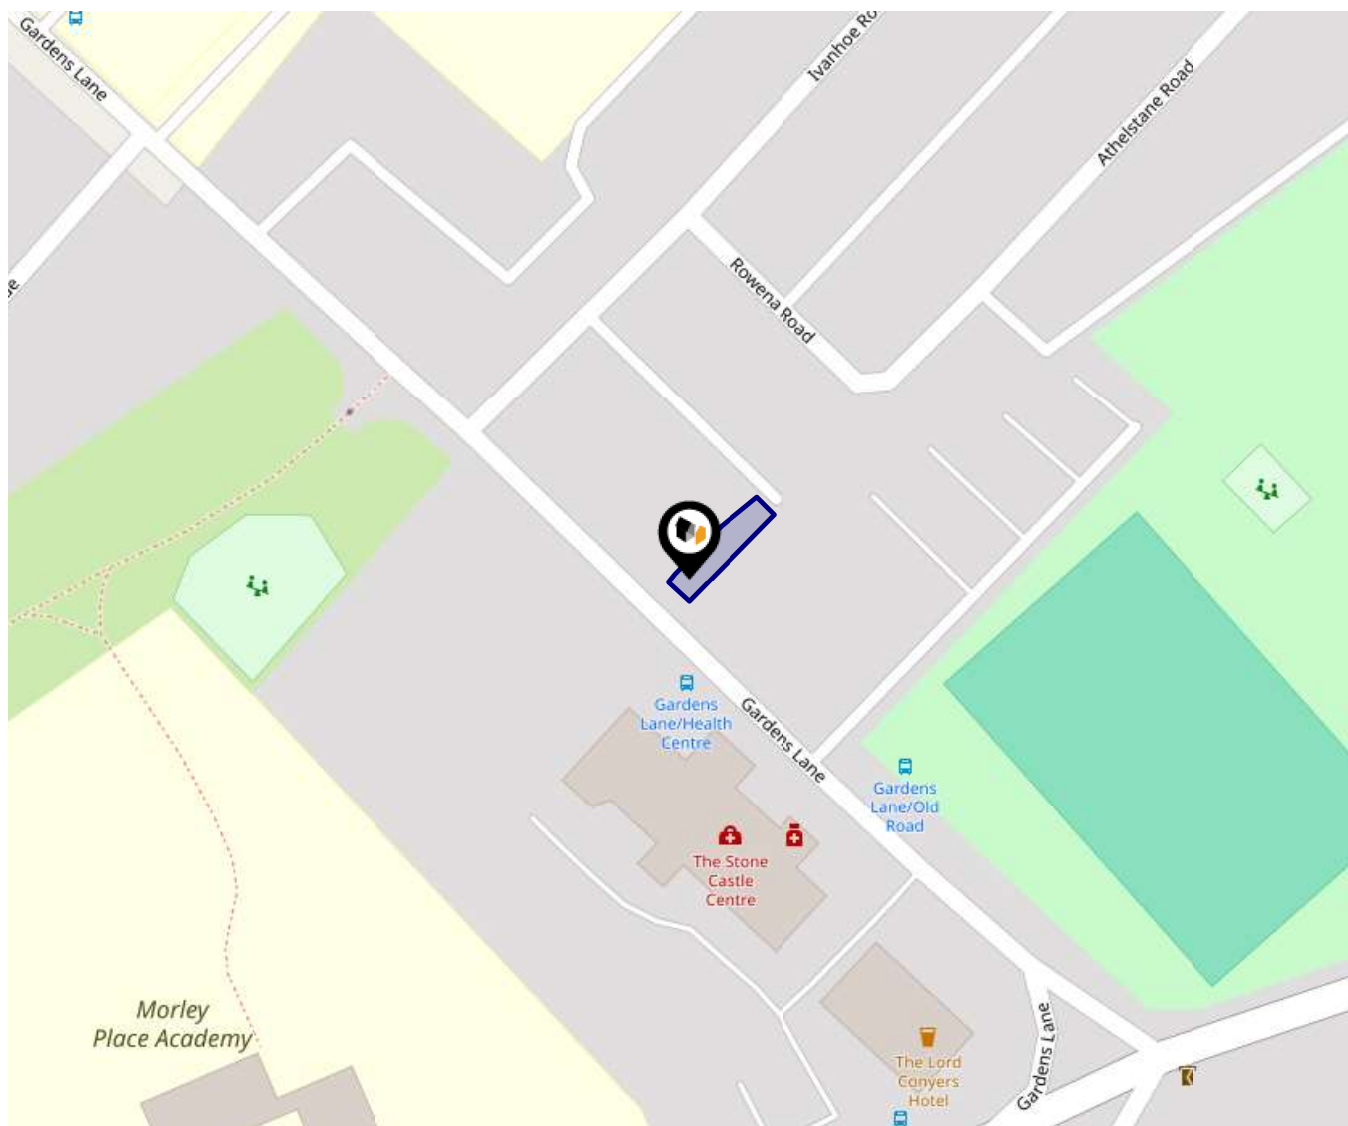 Gardens Lane
Ivanhoe Ro
Athelstane Road
Rowena Road
Gardens
Lane/Health
Centre
Gardens Lane
Gardens
Lane/Old
Road
The Stone
Castle
Centre
Morley
Place Academy
The Lord
Conyers
Hotel
Gardens Lane